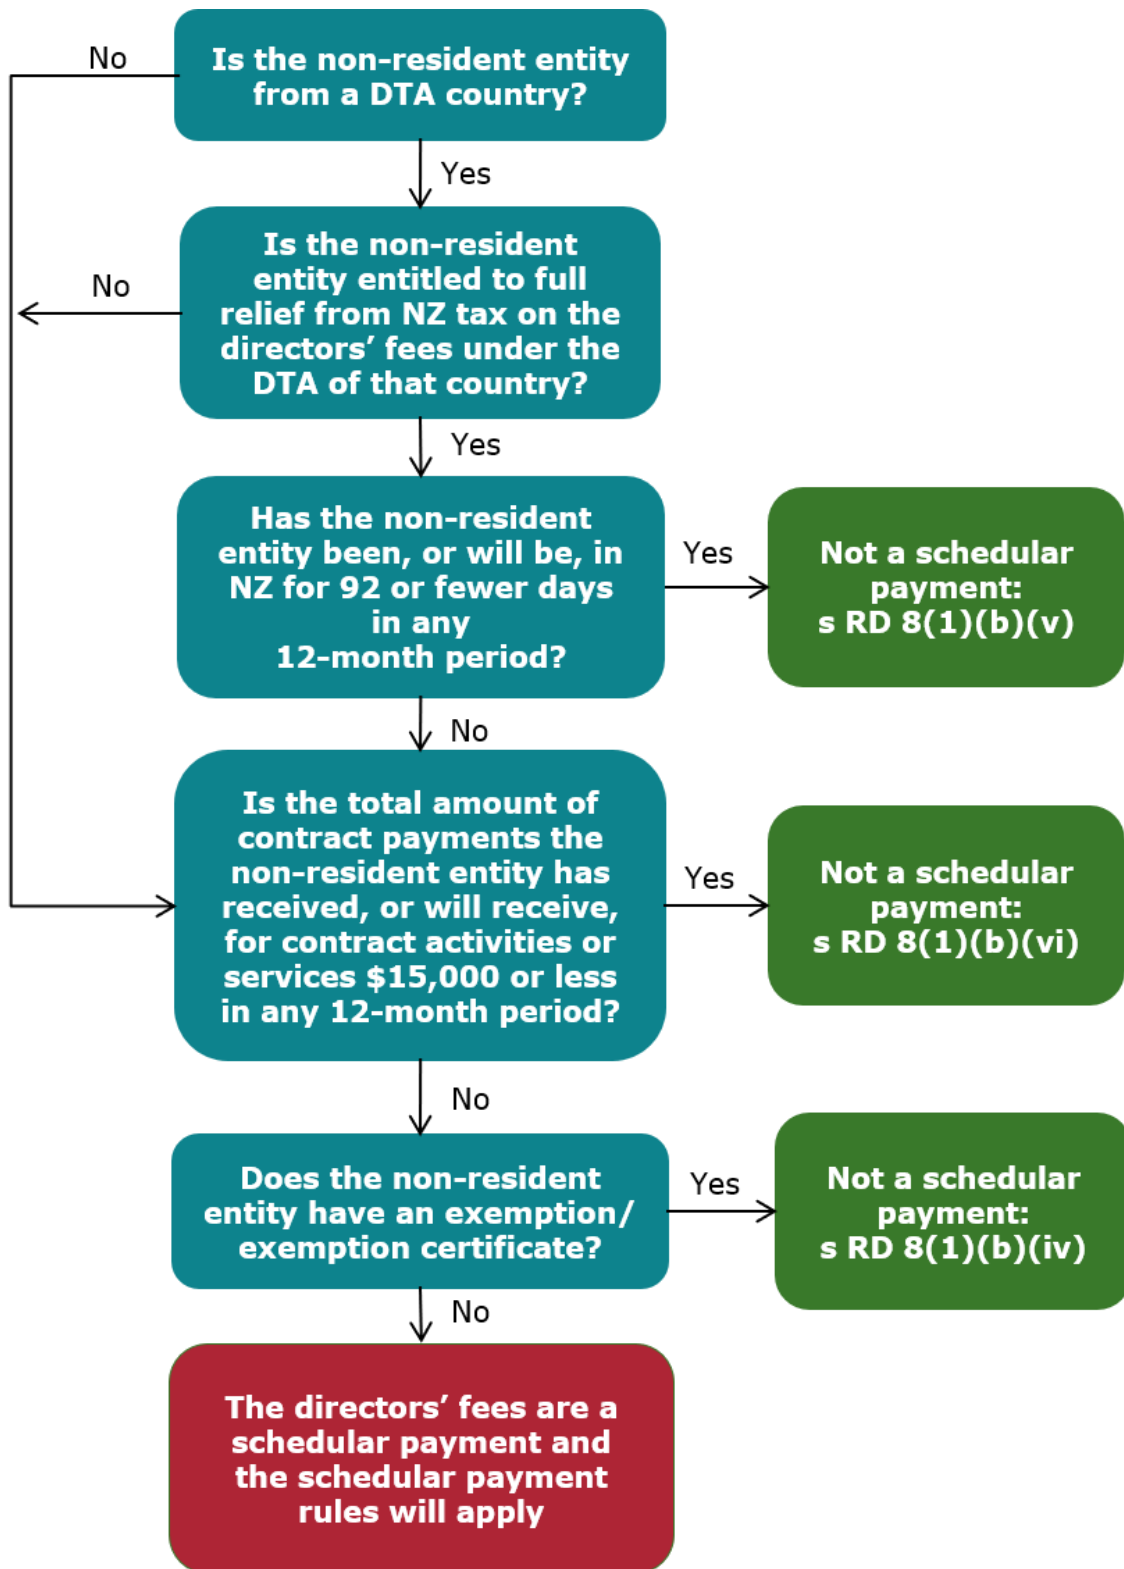 No
Is the non-resident entity
from a DTA country?
Yes
Is the non-resident
entity entitled to full
relief from NZ tax on the
directors’ fees under the
DTA of that country?
No
Yes
Has the non-resident
entity been, or will be, in
NZ for 92 or fewer days
in any
12-month period?
Yes
Not a schedular
payment:
s RD 8(1)(b)(v)
No
Is the total amount of
contract payments the
non-resident entity has
received, or will receive,
for contract activities or
services $15,000 or less
in any 12-month period?
Yes
Not a schedular
payment:
s RD 8(1)(b)(vi)
No
Does the non-resident
entity have an exemption/
exemption certificate?
Yes
Not a schedular
payment:
s RD 8(1)(b)(iv)
No
The directors’ fees are a
schedular payment and
the schedular payment
rules will apply